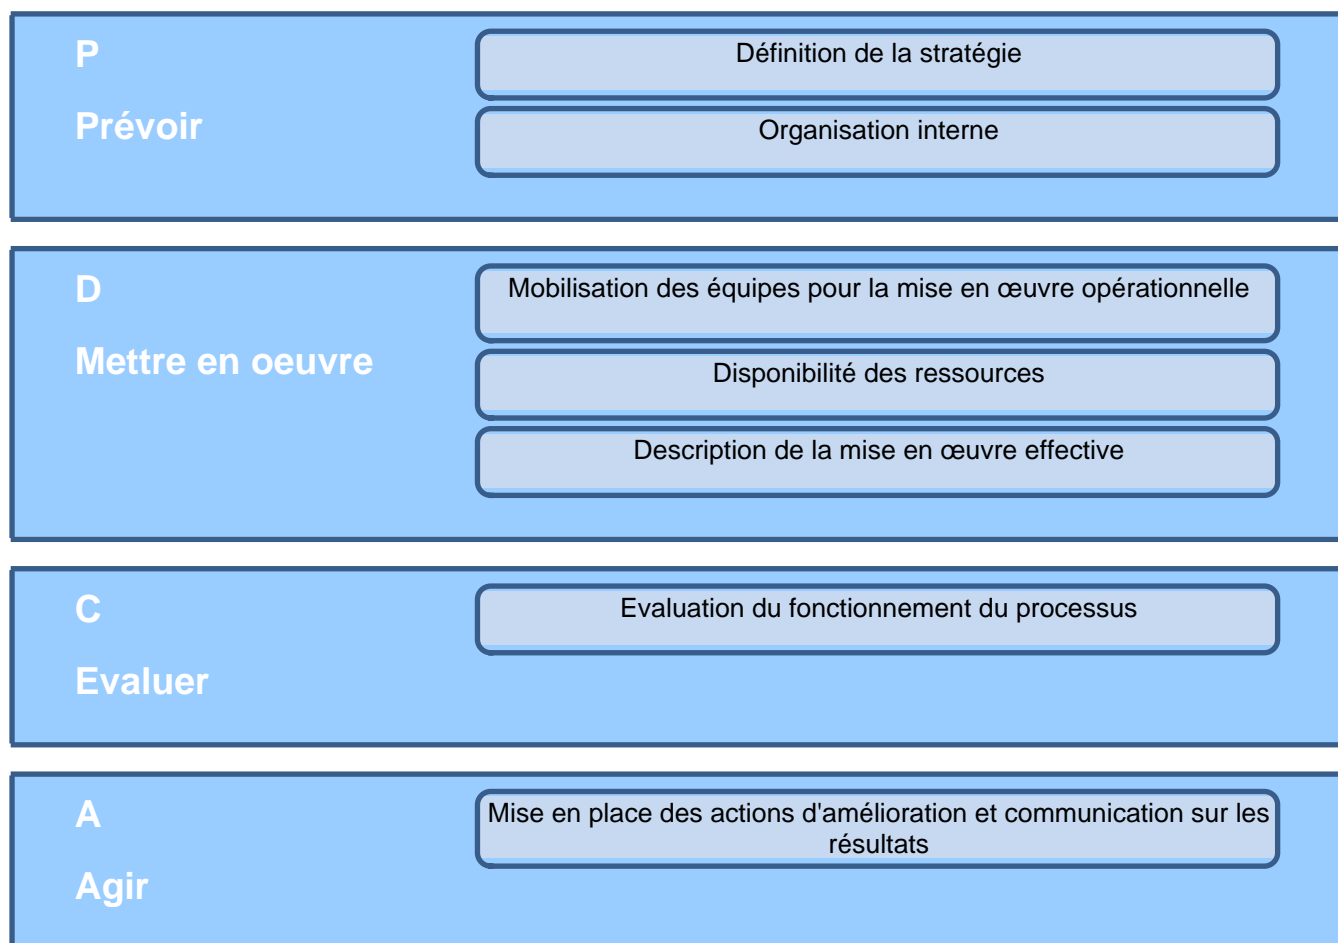 P
Prévoir
Définition de la stratégie
Organisation interne
D
Mettre en oeuvre
Mobilisation des équipes pour la mise en œuvre opérationnelle
Disponibilité des ressources
Description de la mise en œuvre effective
C
Evaluer
Evaluation du fonctionnement du processus
A
Agir
Mise en place des actions d'amélioration et communication sur les
résultats